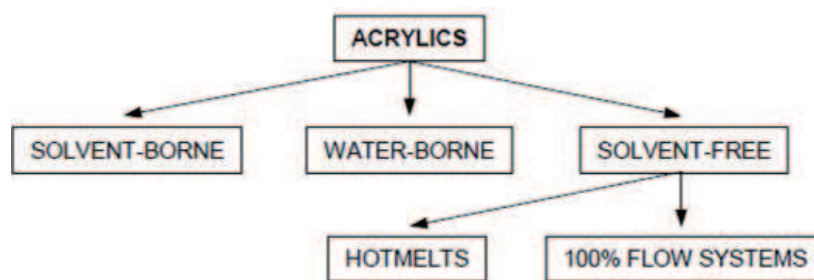 ACRYLICS
SOLVENT-BORNE
WATER-BORNE
SOLVENT-FREE
HOTMELTS
100% FLOW SYSTEMS